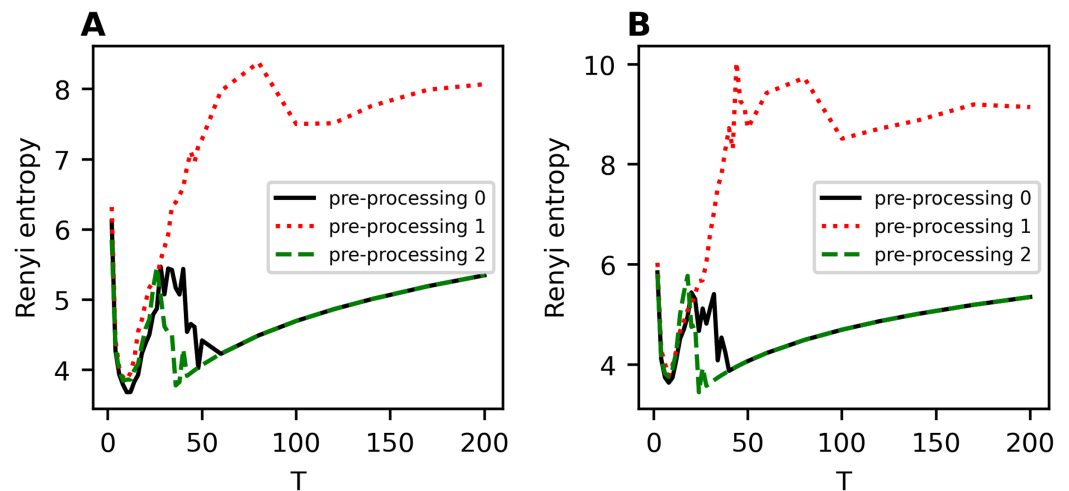 A
Renyi entropy
8
7
6
5
4
pre-processing 0
pre-processing 1
pre-processing 2
0
50
100
150
200
T
B
Renyi entropy
10
8
6
4
pre-processing 0
pre-processing 1
pre-processing 2
0
50
100
150
200
T